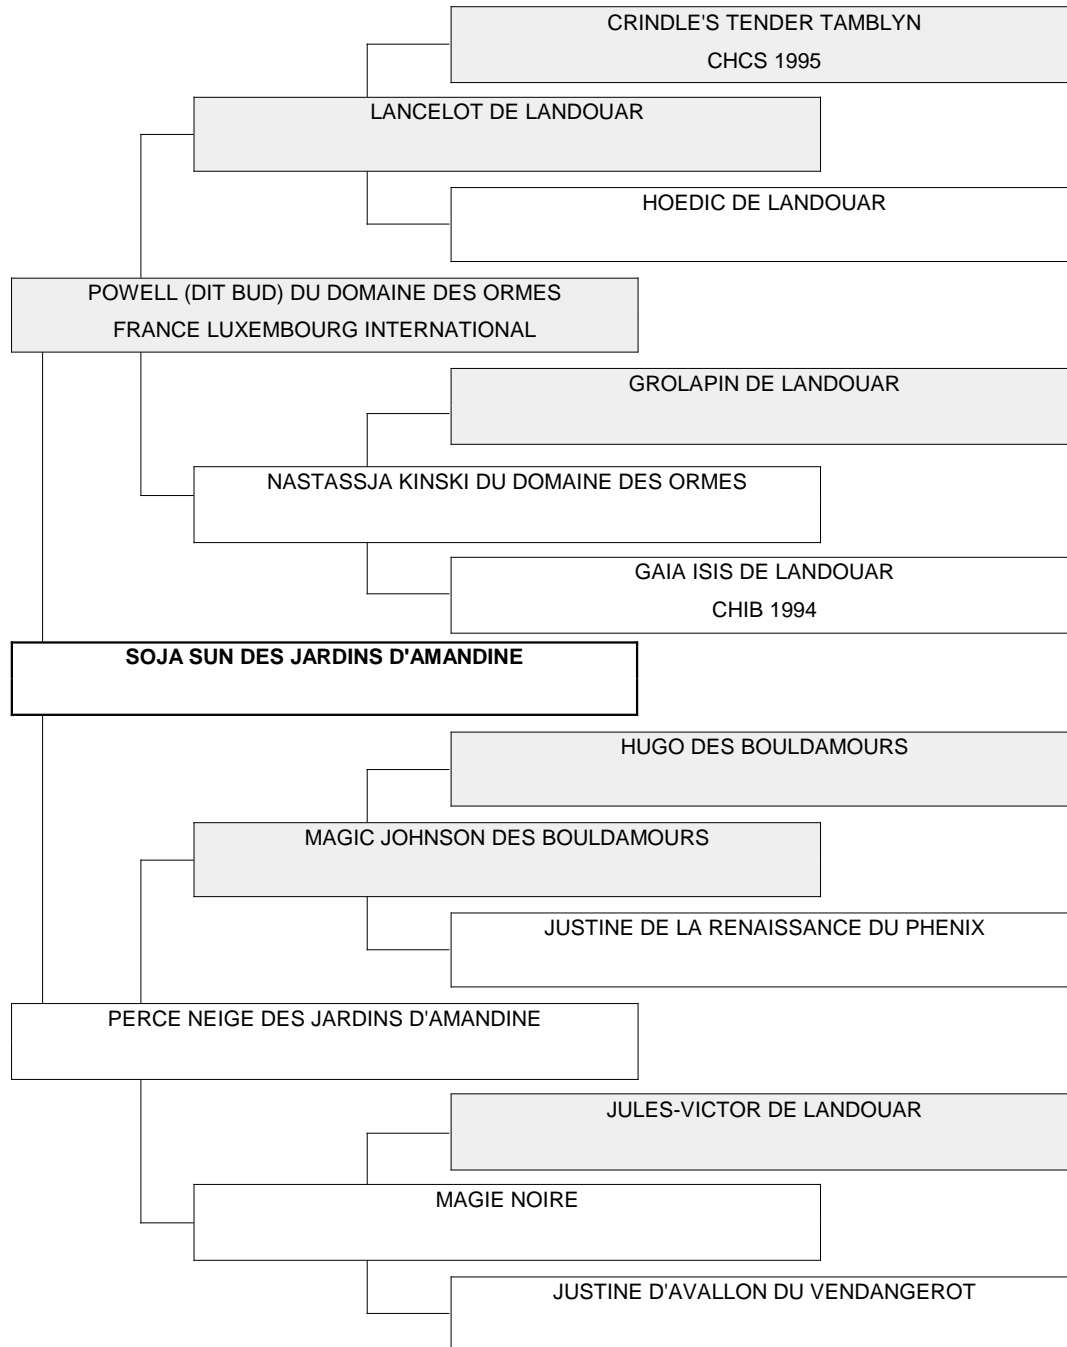 CRINDLE'S TENDER TAMBLYN
CHCS 1995
LANCELOT DE LANDOUAR
HOEDIC DE LANDOUAR
POWELL (DIT BUD) DU DOMAINE DES ORMES
FRANCE LUXEMBOURG INTERNATIONAL
GROLAPIN DE LANDOUAR
NASTASSJA KINSKI DU DOMAINE DES ORMES
GAIA ISIS DE LANDOUAR
CHIB 1994
SOJA SUN DES JARDINS D'AMANDINE
HUGO DES BOULDAMOURS
MAGIC JOHNSON DES BOULDAMOURS
JUSTINE DE LA RENAISSANCE DU PHENIX
PERCE NEIGE DES JARDINS D'AMANDINE
JULES-VICTOR DE LANDOUAR
MAGIE NOIRE
JUSTINE D'AVALLON DU VENDANGEROT